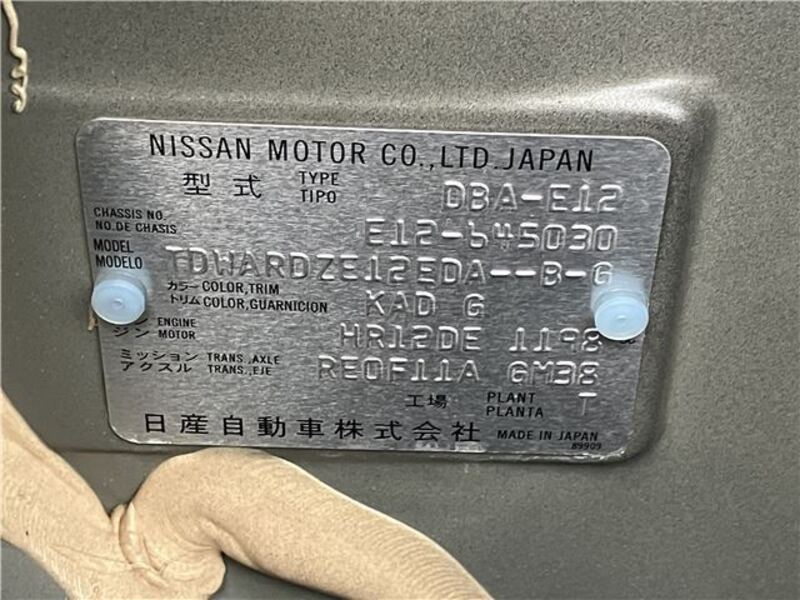 NISSAN MOTOR CO.,LTD.JAPAN
型式 TYPE TIPO DBA-E12
CHASSIS NO. NO.DE CHASIS E12-645030
MODEL MODELO TDWARDZE12EDA--B-G
カラー COLOR,TRIM トリム COLOR,GUARNICION KAD G
ジン ENGINE MOTOR HR12DE 1198
ミッション TRANS.,AXLE アクスル TRANS.,EJE RE0F11A GM38
工場 PLANT PLANTA T
日産自動車株式会社 MADE IN JAPAN
89909